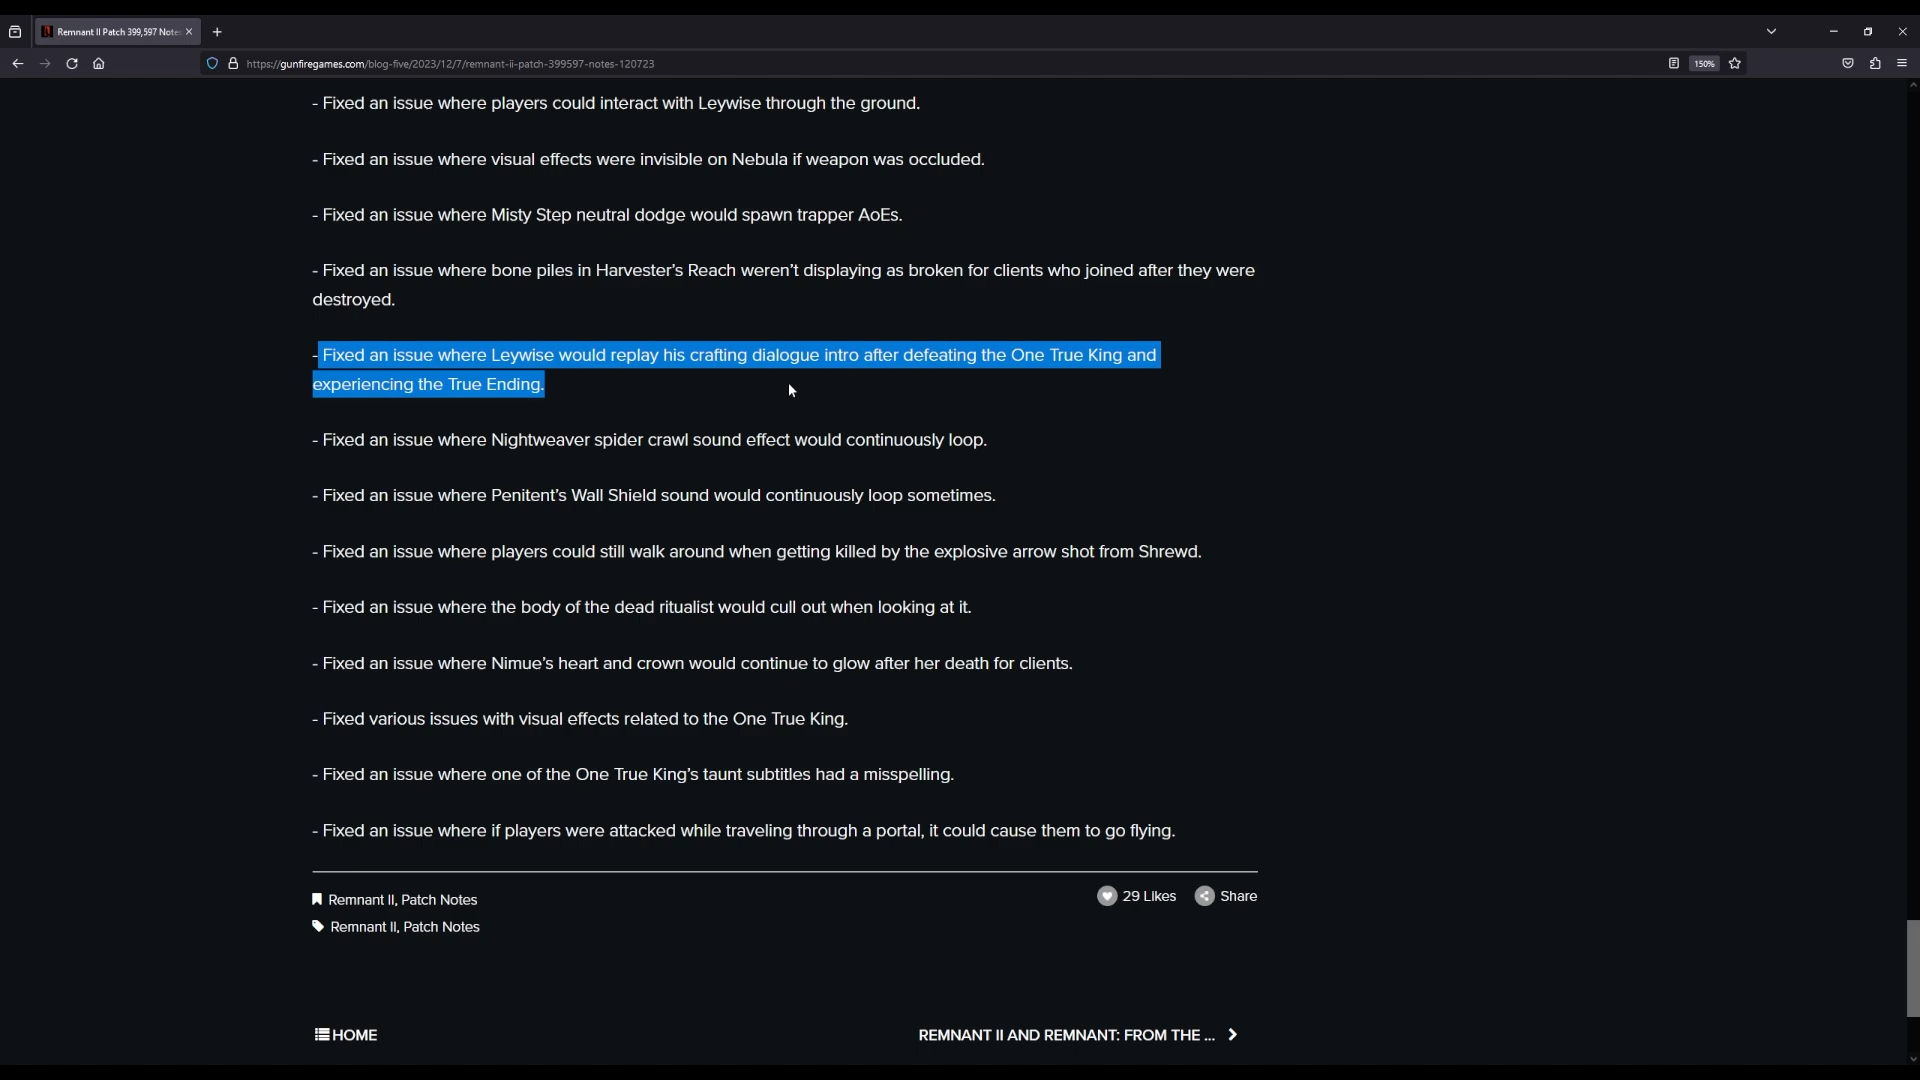 Remnant II Patch 399,597 Note
https://gunfiregames.com/blog-five/2023/12/7/remnant-ii-patch-399597-notes-120723
150%
- Fixed an issue where players could interact with Leywise through the ground.
- Fixed an issue where visual effects were invisible on Nebula if weapon was occluded.
- Fixed an issue where Misty Step neutral dodge would spawn trapper AoEs.
- Fixed an issue where bone piles in Harvester’s Reach weren’t displaying as broken for clients who joined after they were
destroyed.
- Fixed an issue where Leywise would replay his crafting dialogue intro after defeating the One True King and
experiencing the True Ending.
- Fixed an issue where Nightweaver spider crawl sound effect would continuously loop.
- Fixed an issue where Penitent’s Wall Shield sound would continuously loop sometimes.
- Fixed an issue where players could still walk around when getting killed by the explosive arrow shot from Shrewd.
- Fixed an issue where the body of the dead ritualist would cull out when looking at it.
- Fixed an issue where Nimue’s heart and crown would continue to glow after her death for clients.
- Fixed various issues with visual effects related to the One True King.
- Fixed an issue where one of the One True King’s taunt subtitles had a misspelling.
- Fixed an issue where if players were attacked while traveling through a portal, it could cause them to go flying.
Remnant II, Patch Notes
29 Likes Share
Remnant II, Patch Notes
HOME
REMNANT II AND REMNANT: FROM THE ...